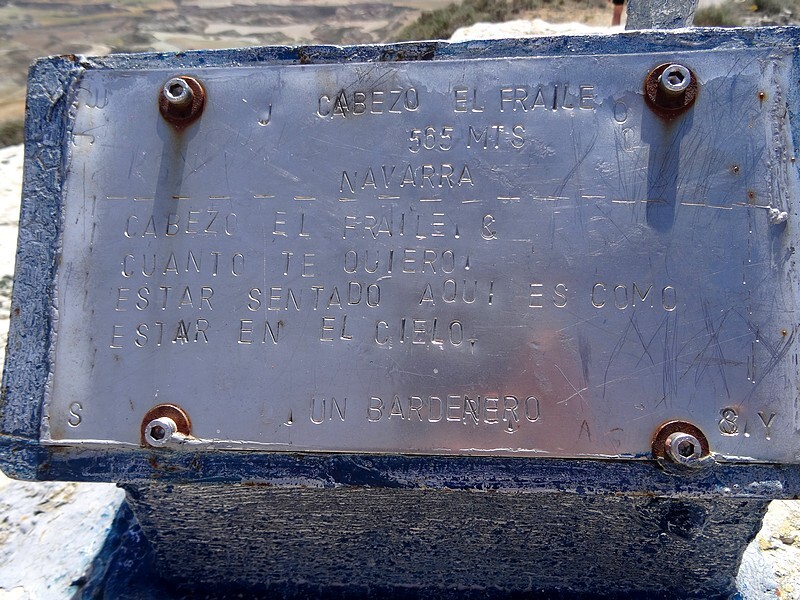 J CABEZO EL FRAILE
565 MTS
NAVARRA
CABEZO EL FRAILE. &
CUANTO TE QUIERO.
ESTAR SENTADO AQUI ES COMO
ESTAR EN EL CIELO.
S UN BARDENERO &.Y